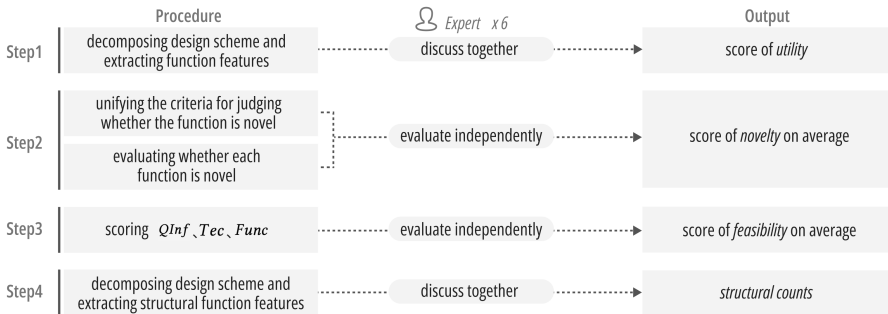 Procedure
Expert x 6
Output
Step1
decomposing design scheme and
extracting function features
discuss together
score of utility
Step2
unifying the criteria for judging
whether the function is novel
evaluating whether each
function is novel
evaluate independently
score of novelty on average
Step3
scoring QInf、Tec、Func
evaluate independently
score of feasibility on average
Step4
decomposing design scheme and
extracting structural function features
discuss together
structural counts